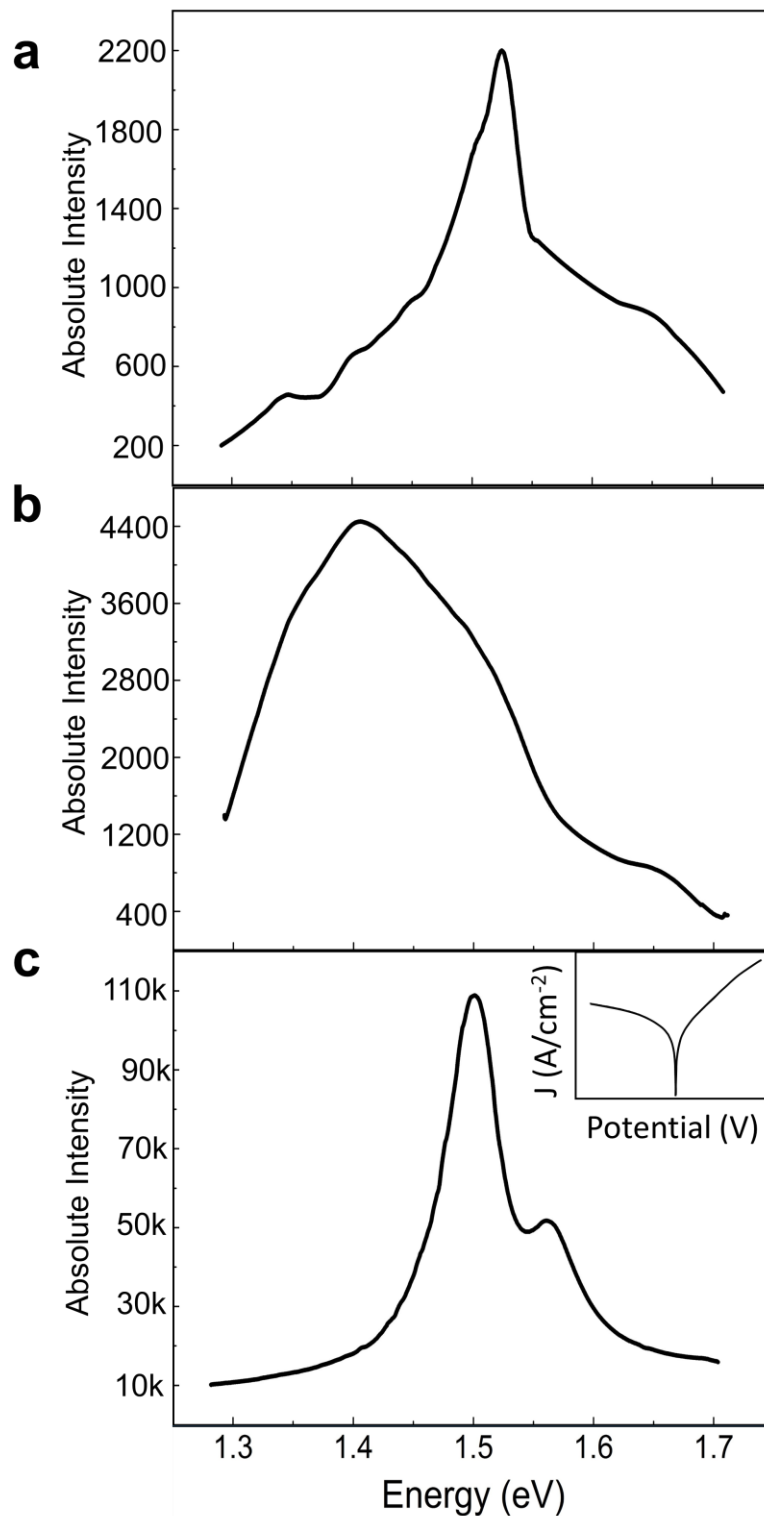 a
Absolute Intensity
2200
1800
1400
1000
600
200
b
Absolute Intensity
4400
3600
2800
2000
1200
400
c
Absolute Intensity
110k
90k
70k
50k
30k
10k
J (A/cm⁻²)
Potential (V)
1.3 1.4 1.5 1.6 1.7
Energy (eV)